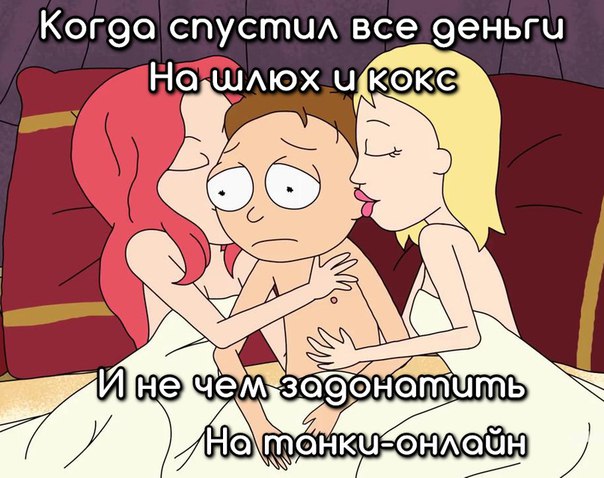 Когда спустил все деньги
На шлюх и кокс
И не чем задонатить
На танки-онлайн